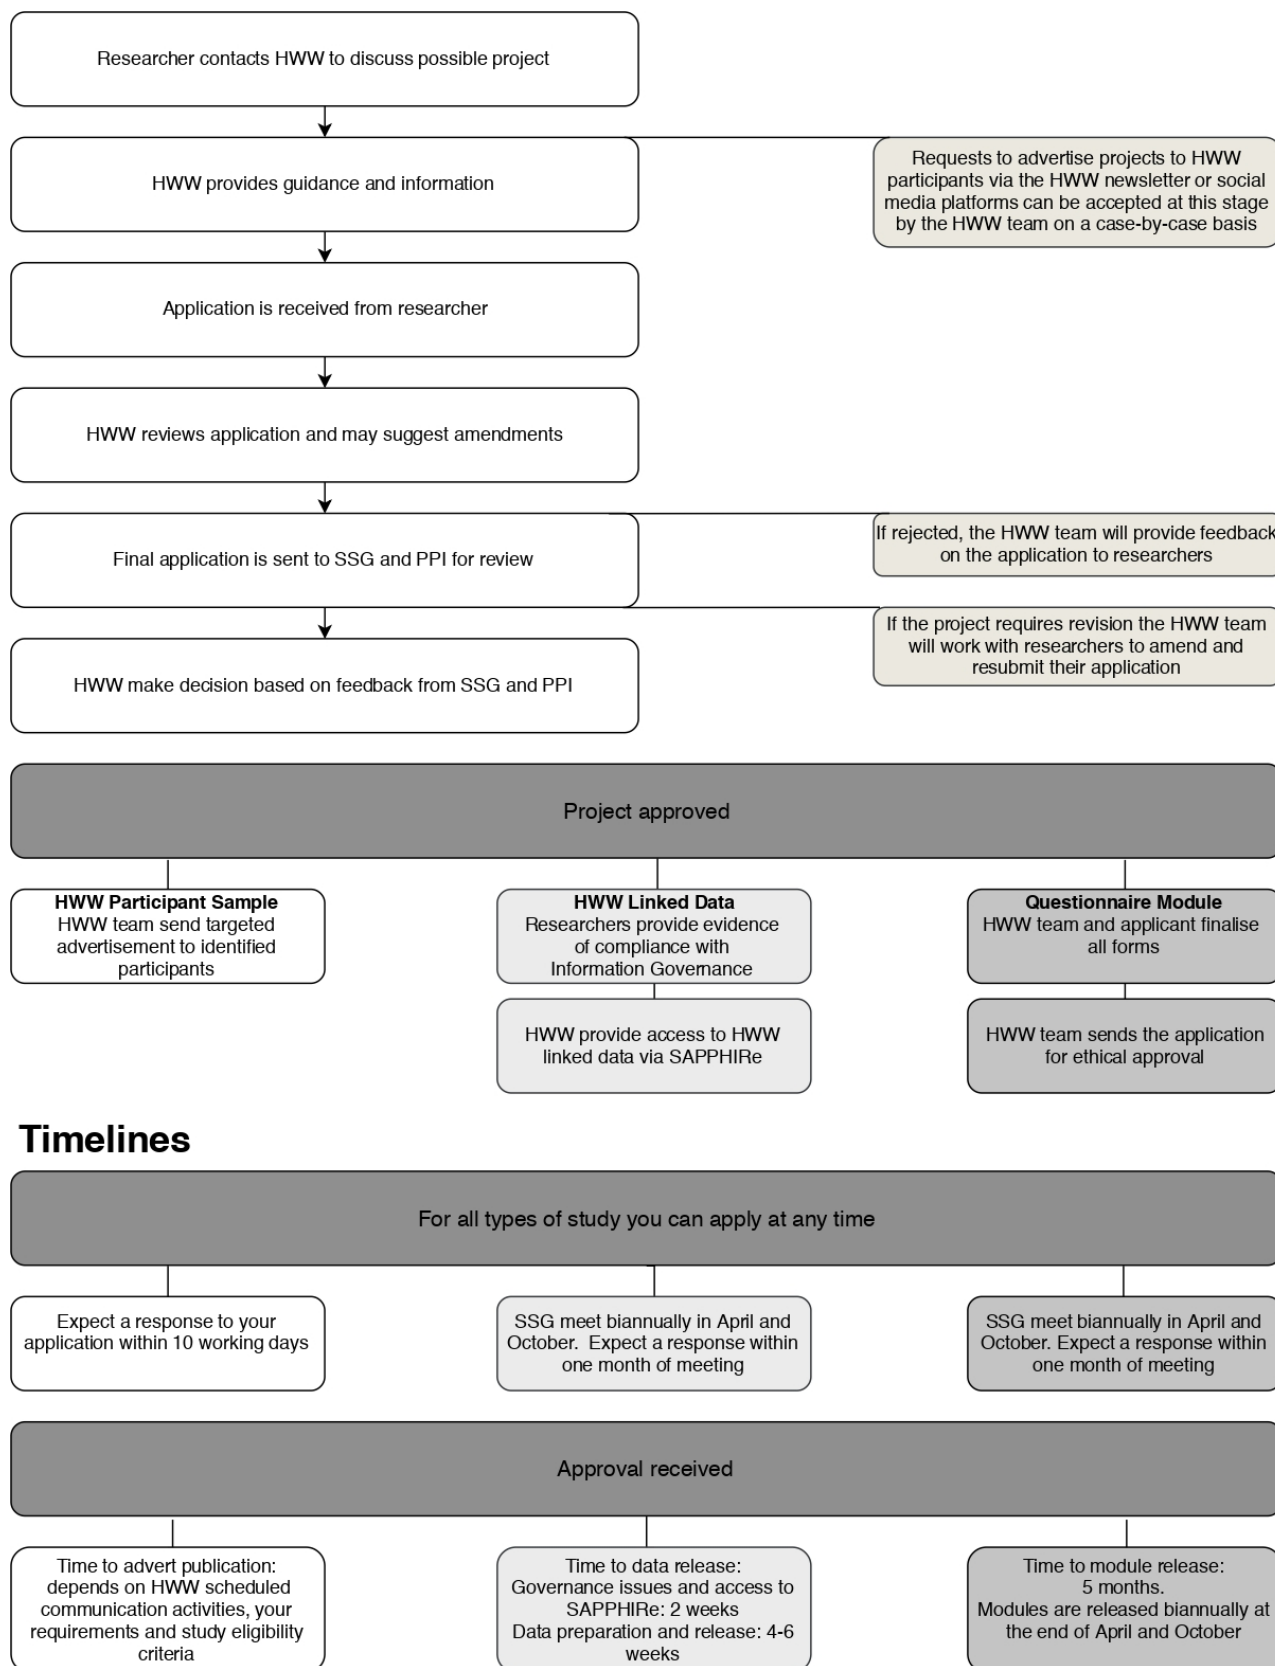 Researcher contacts HWW to discuss possible project
HWW provides guidance and information
Requests to advertise projects to HWW
participants via the HWW newsletter or social
media platforms can be accepted at this stage
by the HWW team on a case-by-case basis
Application is received from researcher
HWW reviews application and may suggest amendments
Final application is sent to SSG and PPI for review
If rejected, the HWW team will provide feedback
on the application to researchers
If the project requires revision the HWW team
will work with researchers to amend and
resubmit their application
HWW make decision based on feedback from SSG and PPI
Project approved
HWW Participant Sample
HWW team send targeted
advertisement to identified
participants
HWW Linked Data
Researchers provide evidence
of compliance with
Information Governance
Questionnaire Module
HWW team and applicant finalise
all forms
HWW provide access to HWW
linked data via SAPPHIRe
HWW team sends the application
for ethical approval
Timelines
For all types of study you can apply at any time
Expect a response to your
application within 10 working days
SSG meet biannually in April and
October. Expect a response within
one month of meeting
SSG meet biannually in April and
October. Expect a response within
one month of meeting
Approval received
Time to advert publication:
depends on HWW scheduled
communication activities, your
requirements and study eligibility
criteria
Time to data release:
Governance issues and access to
SAPPHIRe: 2 weeks
Data preparation and release: 4-6
weeks
Time to module release:
5 months.
Modules are released biannually at
the end of April and October